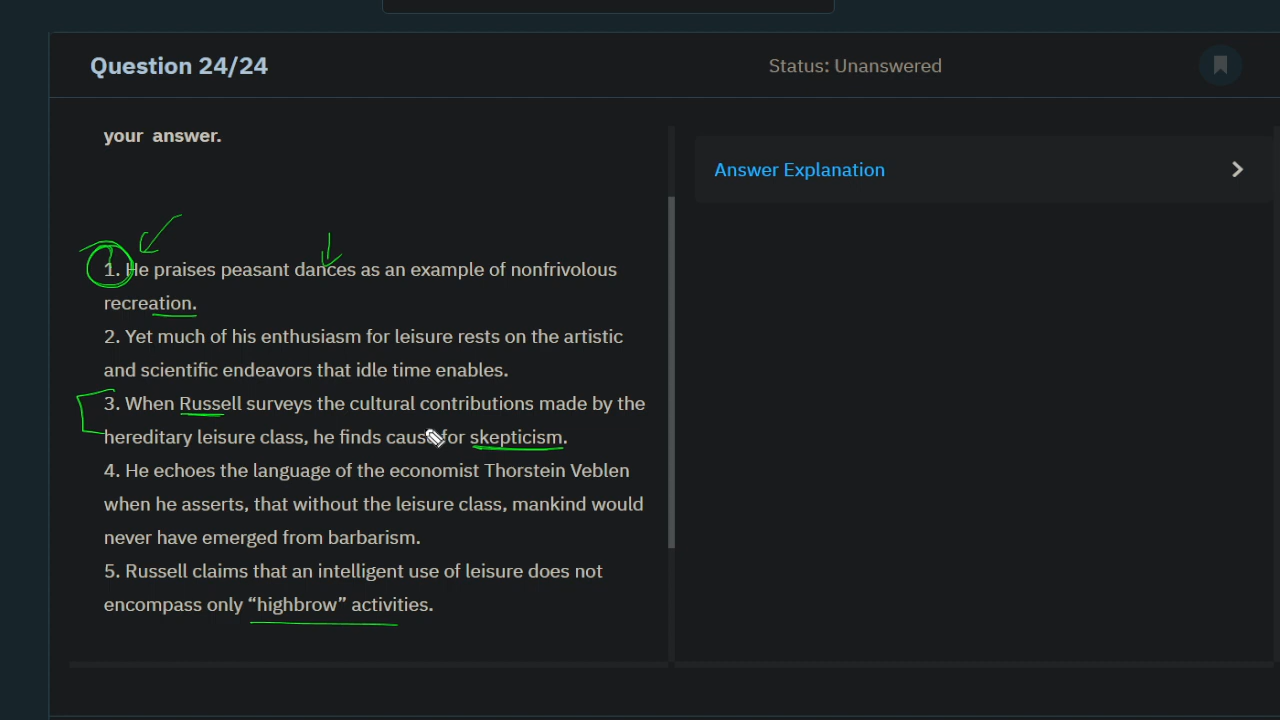 Question 24/24
Status: Unanswered
your answer.
Answer Explanation
1. He praises peasant dances as an example of nonfrivolous
recreation.
2. Yet much of his enthusiasm for leisure rests on the artistic
and scientific endeavors that idle time enables.
3. When Russell surveys the cultural contributions made by the
hereditary leisure class, he finds cause for skepticism.
4. He echoes the language of the economist Thorstein Veblen
when he asserts, that without the leisure class, mankind would
never have emerged from barbarism.
5. Russell claims that an intelligent use of leisure does not
encompass only “highbrow” activities.